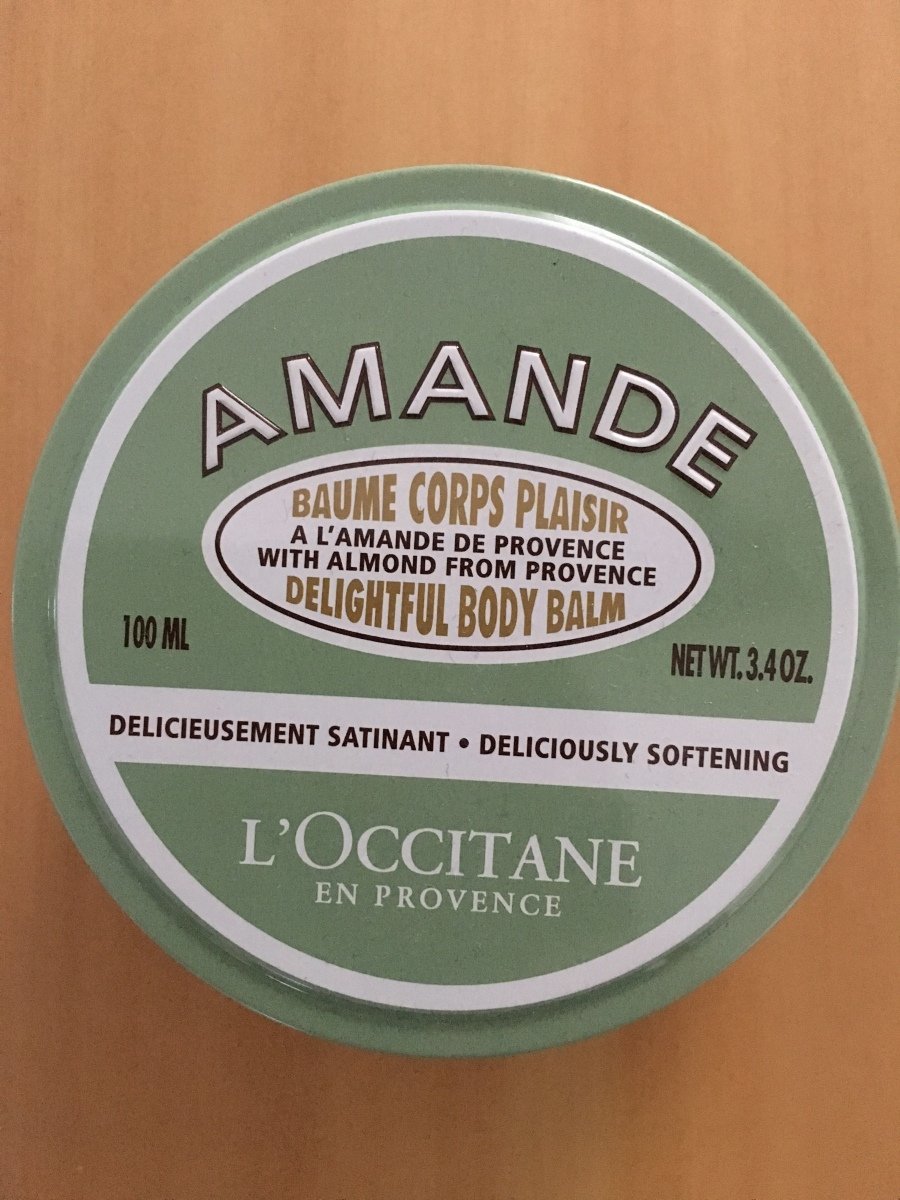 AMANDE
BAUME CORPS PLAISIR
A L'AMANDE DE PROVENCE
WITH ALMOND FROM PROVENCE
DELIGHTFUL BODY BALM
100 ML
NET WT. 3.4 OZ.
DELICIEUSEMENT SATINANT • DELICIOUSLY SOFTENING
L'OCCITANE
EN PROVENCE